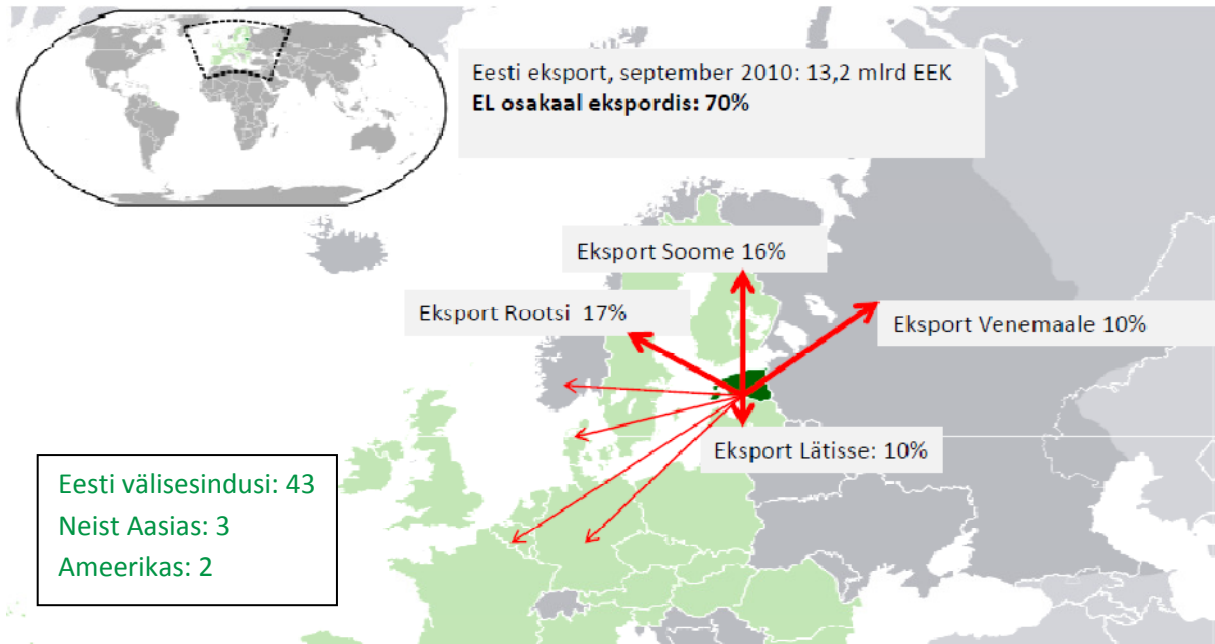 Eesti eksport, september 2010: 13,2 mlrd EEK
EL osakaal ekspordis: 70%
Eksport Soome 16%
Eksport Rootsi 17%
Eksport Venemaale 10%
Eksport Lätisse: 10%
Eesti välisesindusi: 43
Neist Aasias: 3
Ameerikas: 2